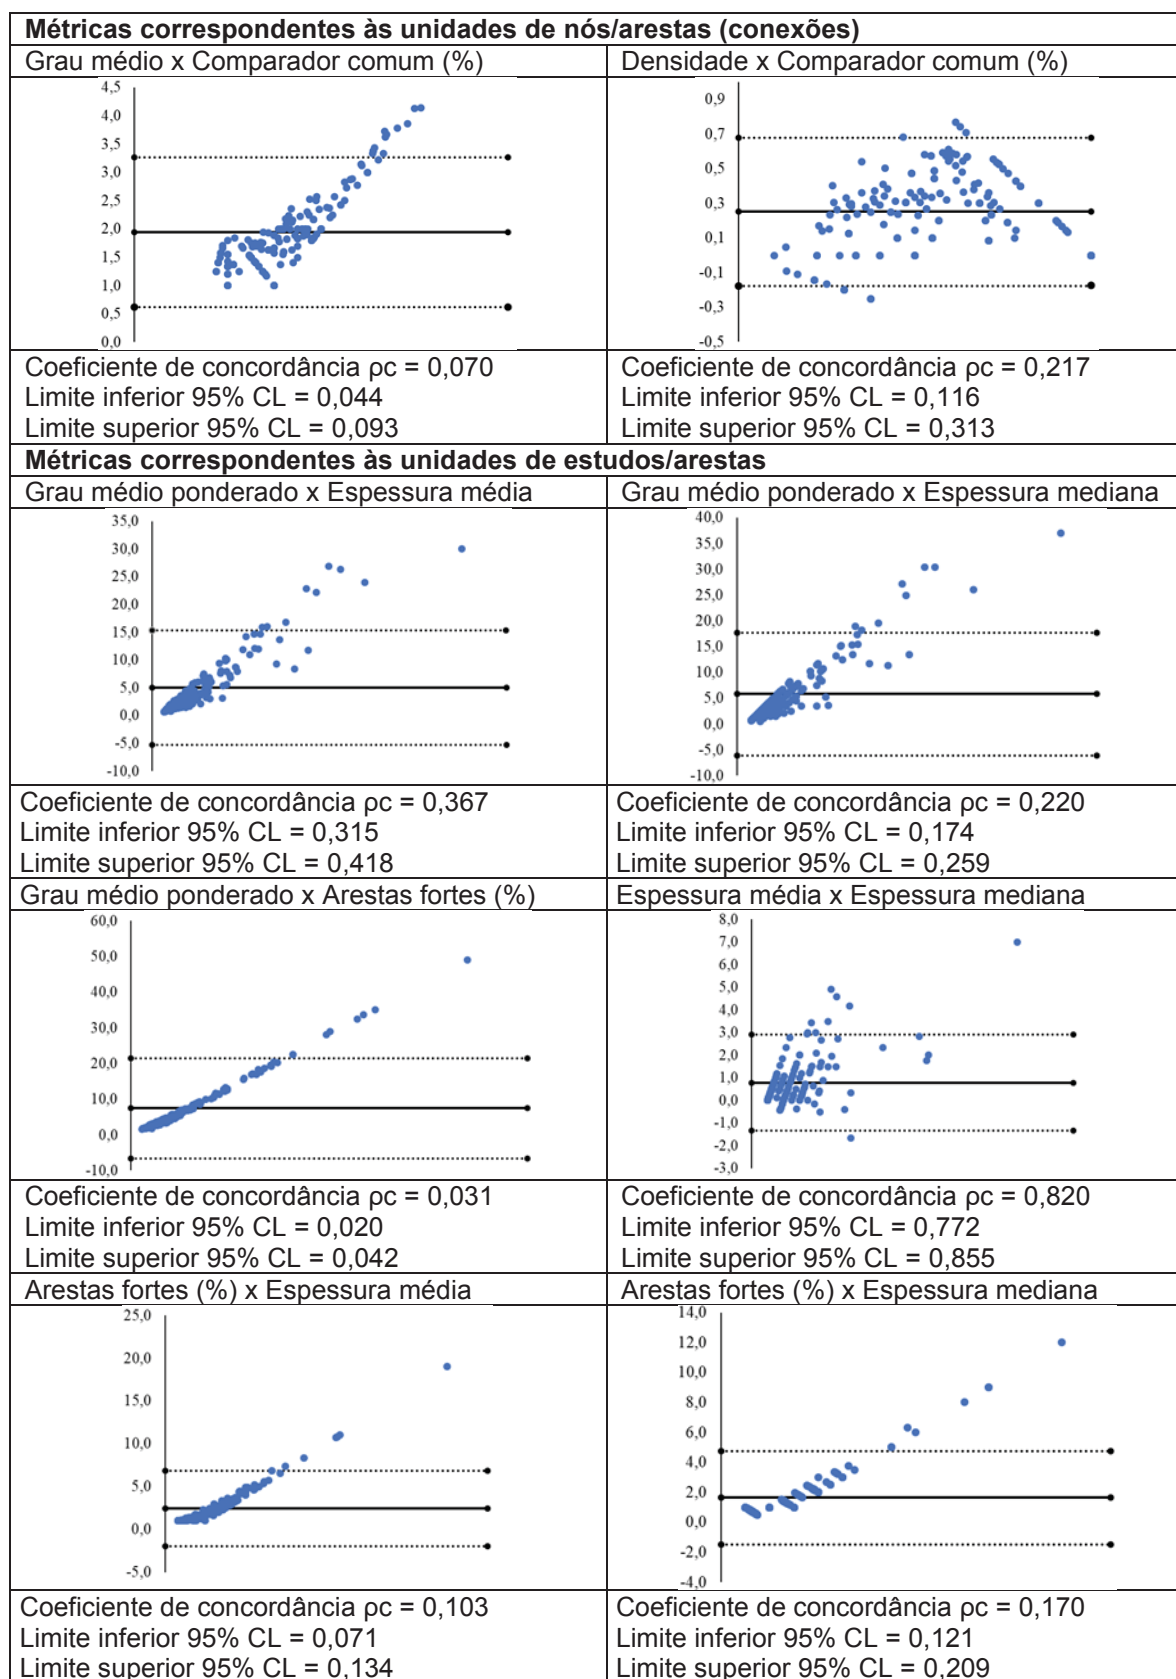 Métricas correspondentes às unidades de nós/arestas (conexões)
Grau médio x Comparador comum (%)
4,5
4,0
3,5
3,0
2,5
2,0
1,5
1,0
0,5
0,0
Coeficiente de concordância ρc = 0,070
Limite inferior 95% CL = 0,044
Limite superior 95% CL = 0,093
Densidade x Comparador comum (%)
0,9
0,7
0,5
0,3
0,1
-0,1
-0,3
-0,5
Coeficiente de concordância ρc = 0,217
Limite inferior 95% CL = 0,116
Limite superior 95% CL = 0,313
Métricas correspondentes às unidades de estudos/arestas
Grau médio ponderado x Espessura média
35,0
30,0
25,0
20,0
15,0
10,0
5,0
0,0
-5,0
-10,0
Coeficiente de concordância ρc = 0,367
Limite inferior 95% CL = 0,315
Limite superior 95% CL = 0,418
Grau médio ponderado x Espessura mediana
40,0
35,0
30,0
25,0
20,0
15,0
10,0
5,0
0,0
-5,0
-10,0
Coeficiente de concordância ρc = 0,220
Limite inferior 95% CL = 0,174
Limite superior 95% CL = 0,259
Grau médio ponderado x Arestas fortes (%)
60,0
50,0
40,0
30,0
20,0
10,0
0,0
-10,0
Coeficiente de concordância ρc = 0,031
Limite inferior 95% CL = 0,020
Limite superior 95% CL = 0,042
Espessura média x Espessura mediana
8,0
7,0
6,0
5,0
4,0
3,0
2,0
1,0
0,0
-1,0
-2,0
-3,0
Coeficiente de concordância ρc = 0,820
Limite inferior 95% CL = 0,772
Limite superior 95% CL = 0,855
Arestas fortes (%) x Espessura média
25,0
20,0
15,0
10,0
5,0
0,0
-5,0
Coeficiente de concordância ρc = 0,103
Limite inferior 95% CL = 0,071
Limite superior 95% CL = 0,134
Arestas fortes (%) x Espessura mediana
14,0
12,0
10,0
8,0
6,0
4,0
2,0
0,0
-2,0
-4,0
Coeficiente de concordância ρc = 0,170
Limite inferior 95% CL = 0,121
Limite superior 95% CL = 0,209